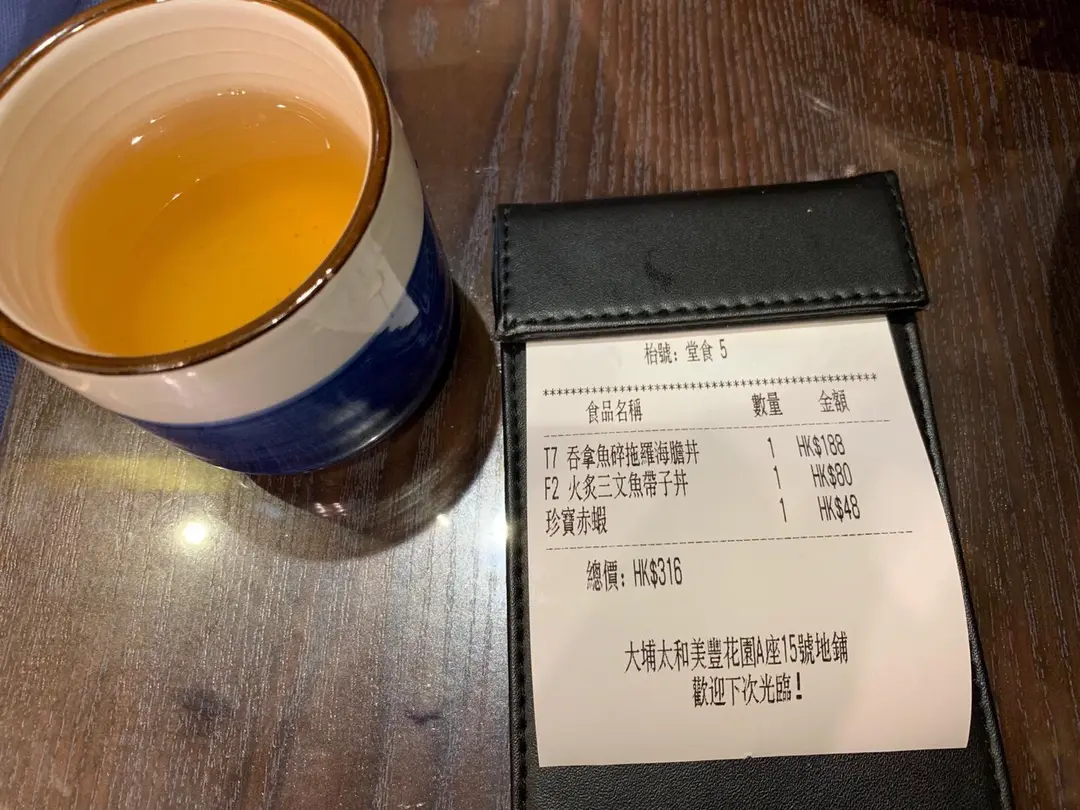 枱號: 堂食 5
************************************************
食品名稱 數量 金額
T7 吞拿魚碎拖羅海膽丼 1 HK$188
F2 火炙三文魚帶子丼 1 HK$80
珍寶赤蝦 1 HK$48
總價: HK$316
大埔太和美豐花園A座15號地鋪
歡迎下次光臨!